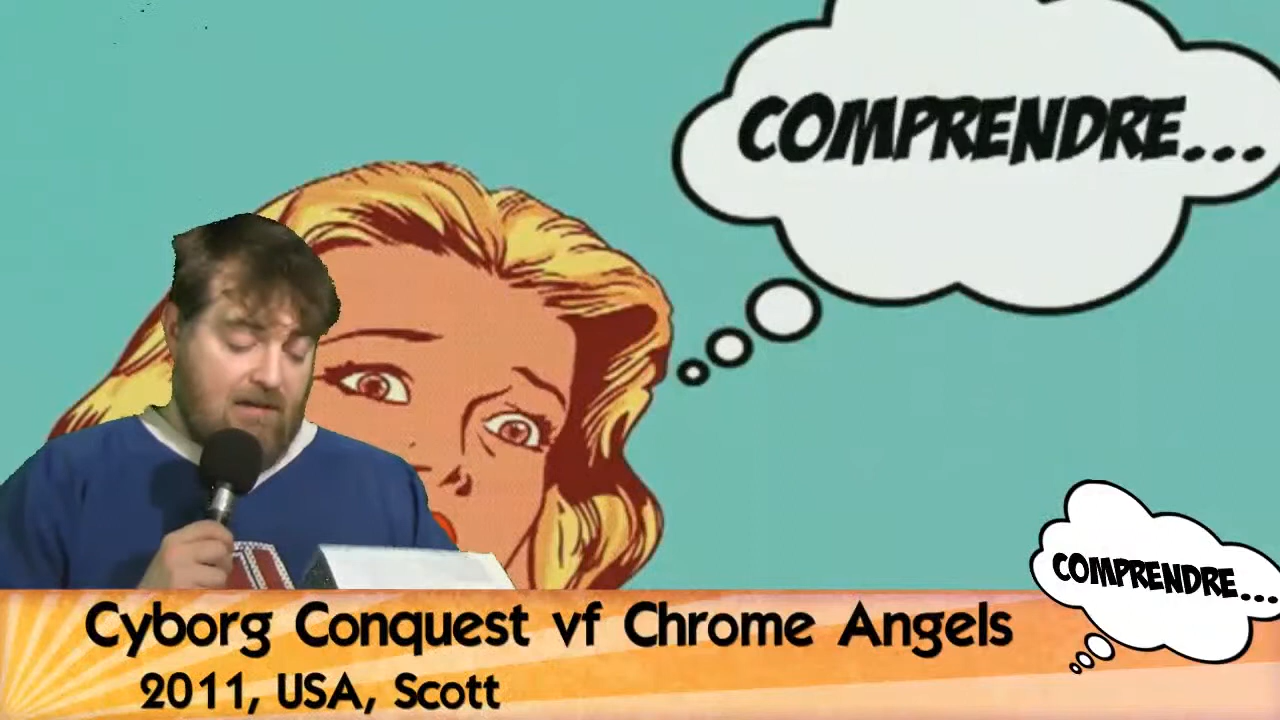 COMPRENDRE...
COMPRENDRE...
Cyborg Conquest vf Chrome Angels
2011, USA, Scott